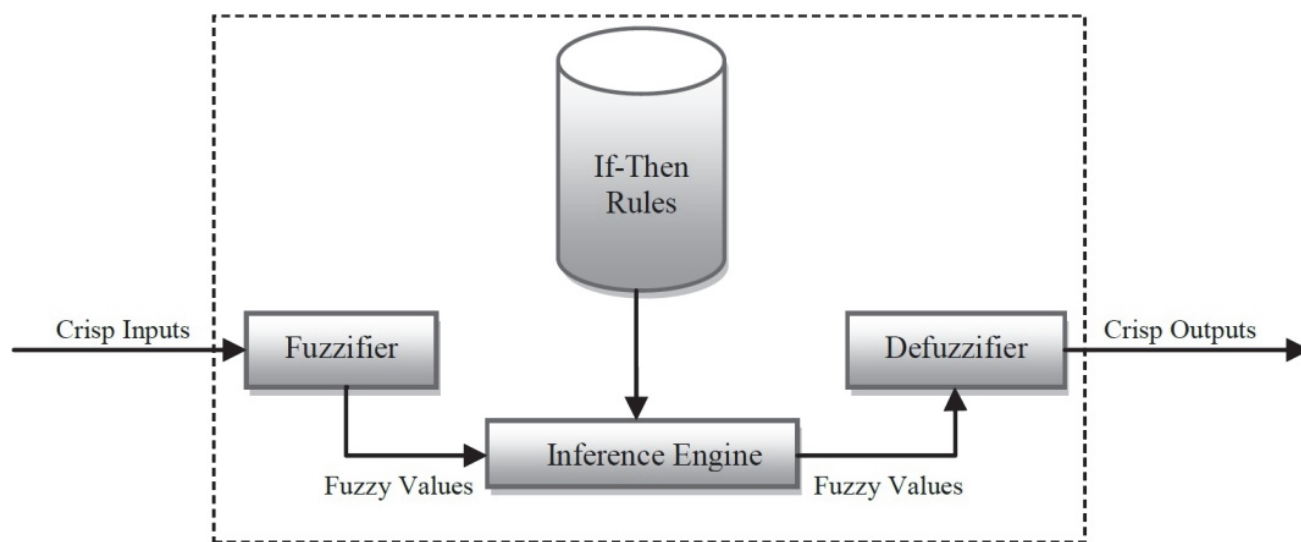 If-Then
Rules
Crisp Inputs
Fuzzifier
Defuzzifier
Crisp Outputs
Inference Engine
Fuzzy Values
Fuzzy Values